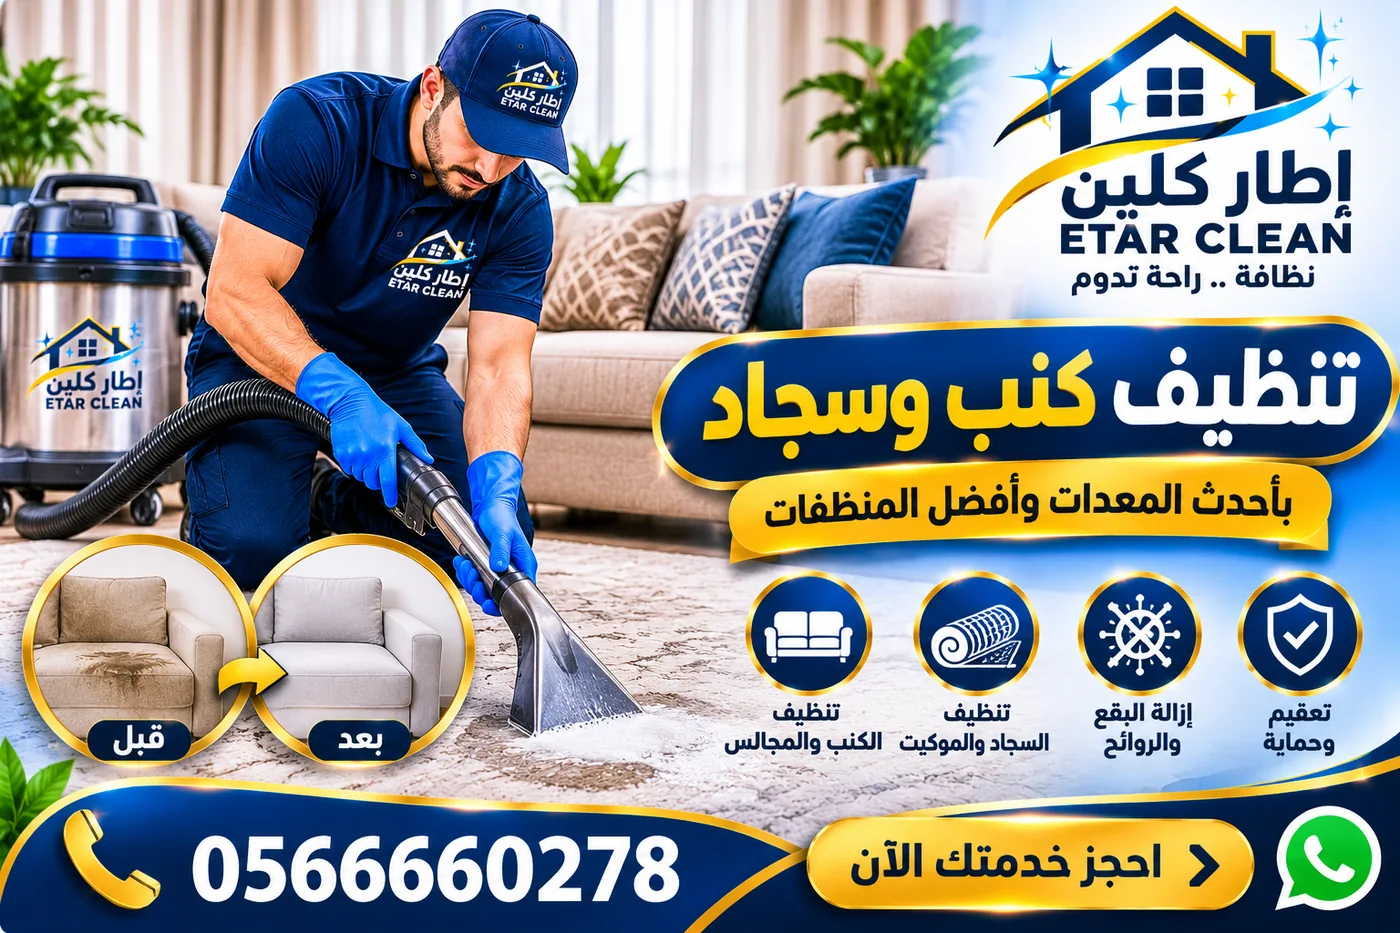 إطار كلين
ETAR CLEAN
نظافة .. راحة تدوم
إطار كلين
ETAR CLEAN
إطار كلين
ETAR CLEAN
إطار كلين
ETAR CLEAN
تنظيف كنب وسجاد
بأحدث المعدات وأفضل المنظفات
تعقيم
وحماية
إزالة البقع
والروائح
تنظيف
السجاد والموكيت
تنظيف
الكنب والمجالس
قبل
بعد
0566660278
احجز خدمتك الآن